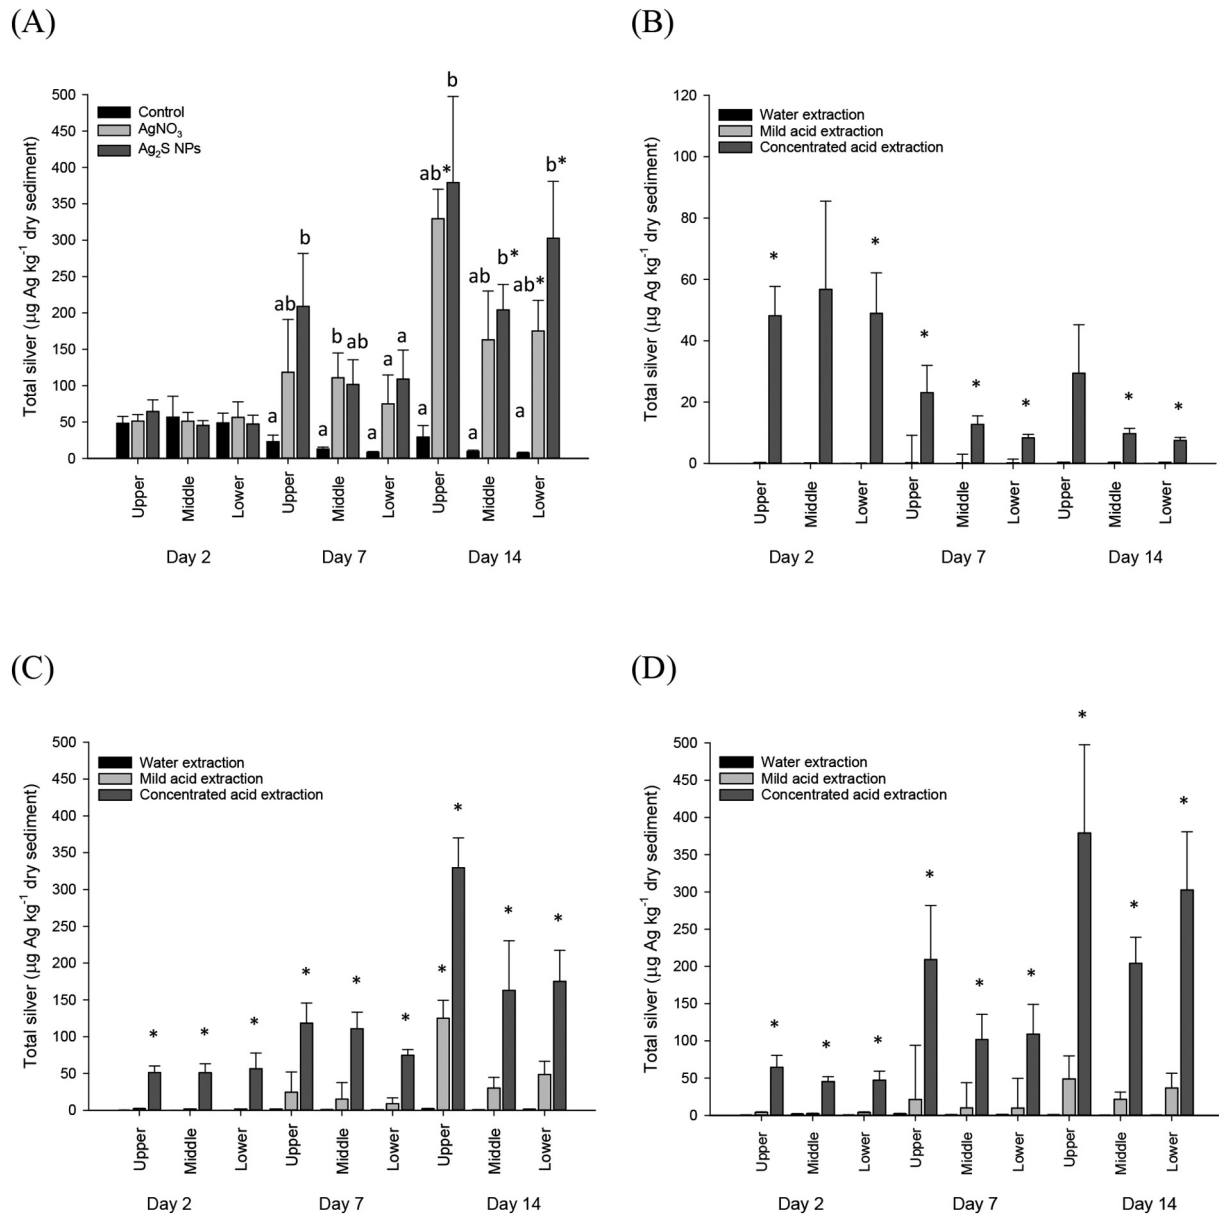 (A)
Total silver (µg Ag kg⁻¹ dry sediment)
500
450
400
350
300
250
200
150
100
50
0
Control
AgNO₃
Ag₂S NPs
a
ab
b
a
b
ab
a
a
a
a
ab*
b
a
ab
b*
a
ab*
b*
Upper
Middle
Lower
Upper
Middle
Lower
Upper
Middle
Lower
Day 2
Day 7
Day 14
(B)
Total silver (µg Ag kg⁻¹ dry sediment)
120
100
80
60
40
20
0
Water extraction
Mild acid extraction
Concentrated acid extraction
*
*
*
*
*
*
*
Upper
Middle
Lower
Upper
Middle
Lower
Upper
Middle
Lower
Day 2
Day 7
Day 14
(C)
Total silver (µg Ag kg⁻¹ dry sediment)
500
450
400
350
300
250
200
150
100
50
0
Water extraction
Mild acid extraction
Concentrated acid extraction
*
*
*
*
*
*
*
*
*
*
Upper
Middle
Lower
Upper
Middle
Lower
Upper
Middle
Lower
Day 2
Day 7
Day 14
(D)
Total silver (µg Ag kg⁻¹ dry sediment)
500
450
400
350
300
250
200
150
100
50
0
Water extraction
Mild acid extraction
Concentrated acid extraction
*
*
*
*
*
*
*
*
*
Upper
Middle
Lower
Upper
Middle
Lower
Upper
Middle
Lower
Day 2
Day 7
Day 14